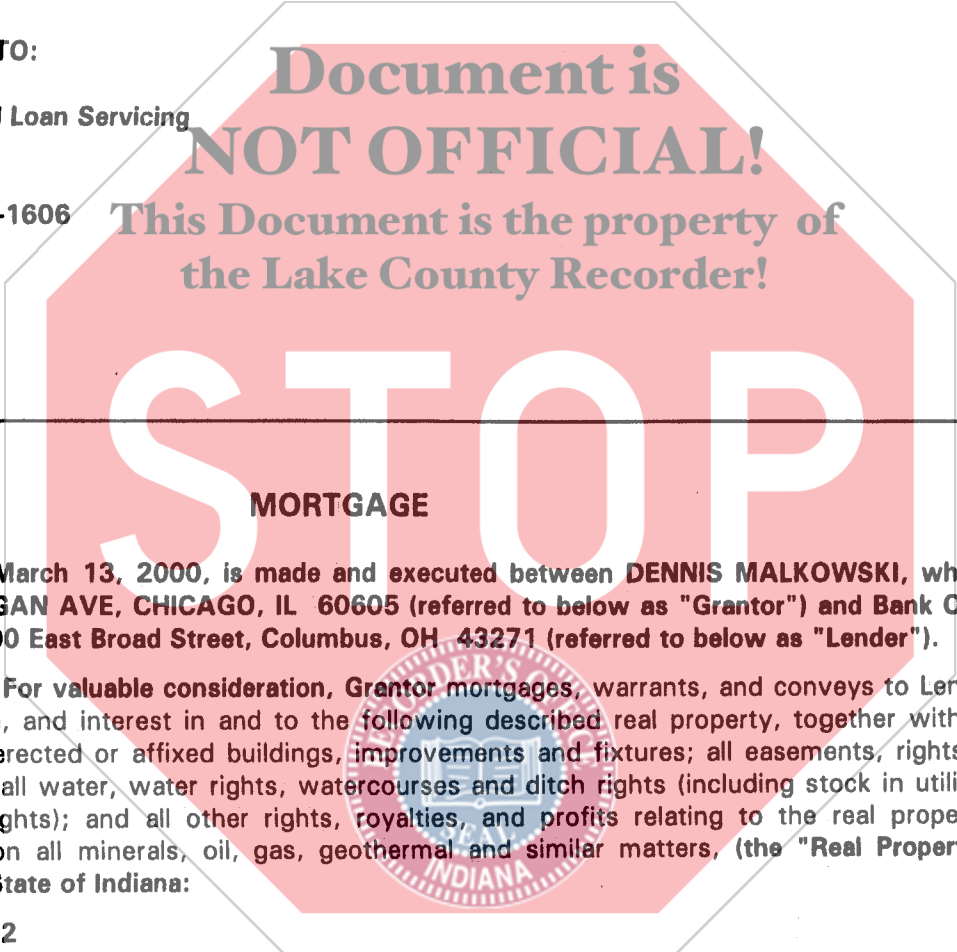 TO:
Document is
Loan Servicing
NOT OFFICIAL!
-1606
This Document is the property of
the Lake County Recorder!
STOP
MORTGAGE
March 13, 2000, is made and executed between DENNIS MALKOWSKI, wh
GAN AVE, CHICAGO, IL 60605 (referred to below as "Grantor") and Bank O
00 East Broad Street, Columbus, OH 43271 (referred to below as "Lender").
For valuable consideration, Grantor mortgages, warrants, and conveys to Len
, and interest in and to the following described real property, together with
erected or affixed buildings, improvements and fixtures; all easements, rights
all water, water rights, watercourses and ditch rights (including stock in utili
ghts); and all other rights, royalties, and profits relating to the real prope
on all minerals, oil, gas, geothermal and similar matters, (the "Real Proper
State of Indiana:
2
SEAL
INDIANA